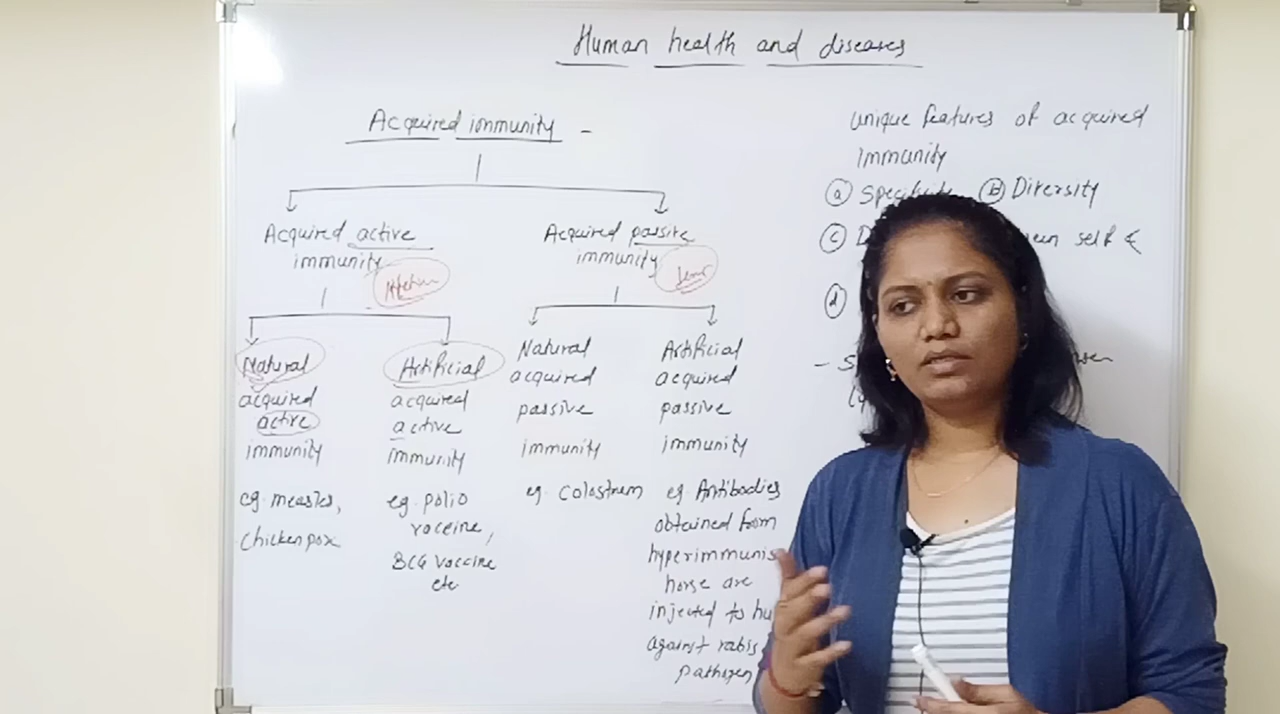 Human health and diseases
Acquired immunity -
Acquired active
immunity
Acquired passive
immunity
Natural
acquired
active
immunity
eg. measles,
chickenpox
Artificial
acquired
active
immunity
eg. polio
vaccine,
BCG vaccine
etc
Natural
acquired
passive
immunity
eg. colostrum
Artificial
acquired
passive
immunity
eg. Antibodies
obtained from
hyperimmunis
horse are
injected to hu
against rabis
pathogen
unique features of acquired
immunity
(a) (b) Diversity
(c) self &
(d)